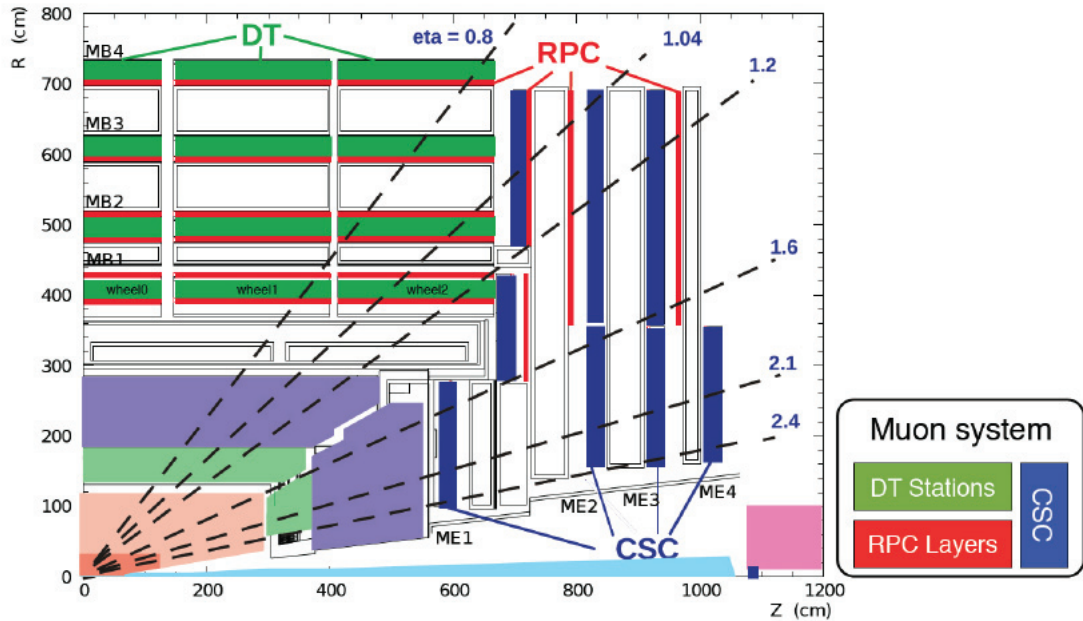 R (cm)
800
700
600
500
400
300
200
100
0
MB4
MB3
MB2
MB1
DT
eta = 0.8
1.04
1.2
1.6
2.1
2.4
RPC
wheel0
wheel1
wheel2
ME1
ME2
ME3
ME4
CSC
0
200
400
600
800
1000
1200
Z (cm)
Muon system
DT Stations
RPC Layers
CSC